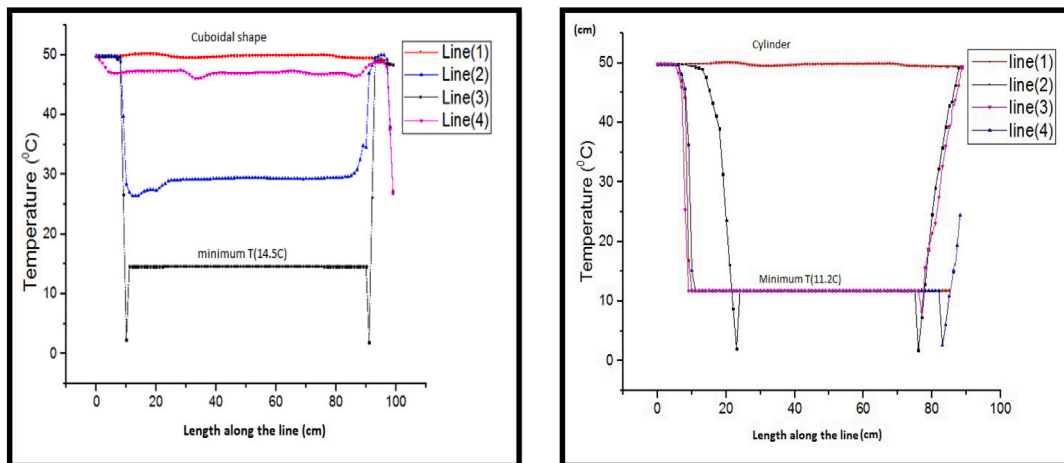 Cuboidal shape
50
40
30
20
10
0
Temperature (⁰C)
Line(1)
Line(2)
Line(3)
Line(4)
minimum T(14.5C)
0 20 40 60 80 100
Length along the line (cm)
(cm)
Cylinder
60
50
40
30
20
10
0
Temperature (⁰C)
line(1)
line(2)
line(3)
line(4)
Minimum T(11.2C)
0 20 40 60 80 100
Length along the line (cm)